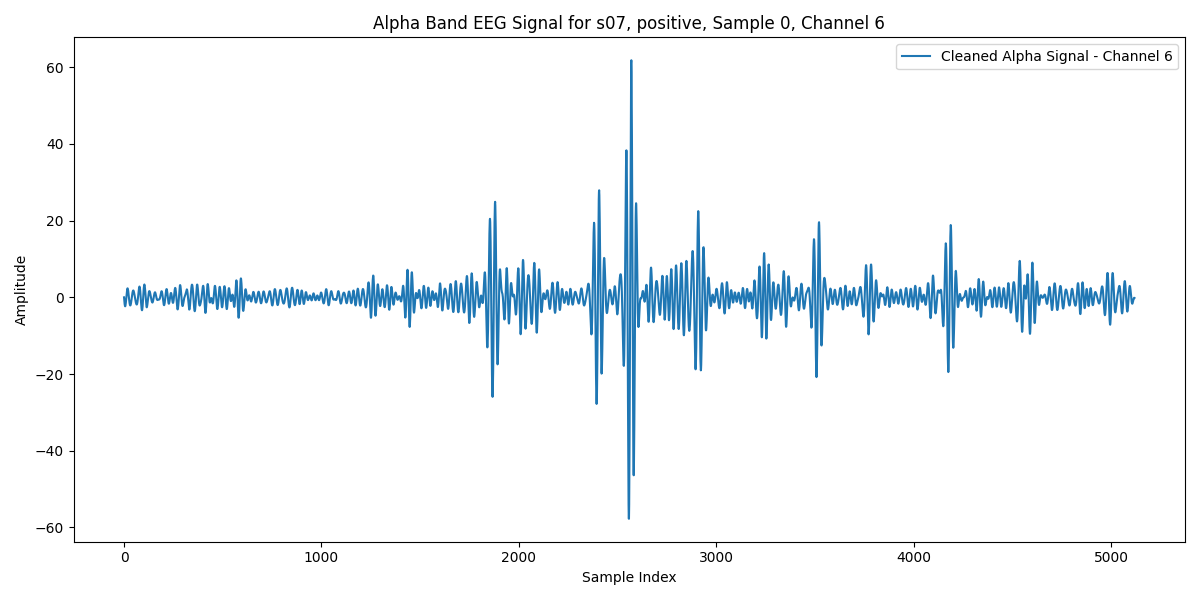 Alpha Band EEG Signal for s07, positive, Sample 0, Channel 6
Cleaned Alpha Signal - Channel 6
60
40
20
0
−20
−40
−60
Amplitude
0 1000 2000 3000 4000 5000
Sample Index